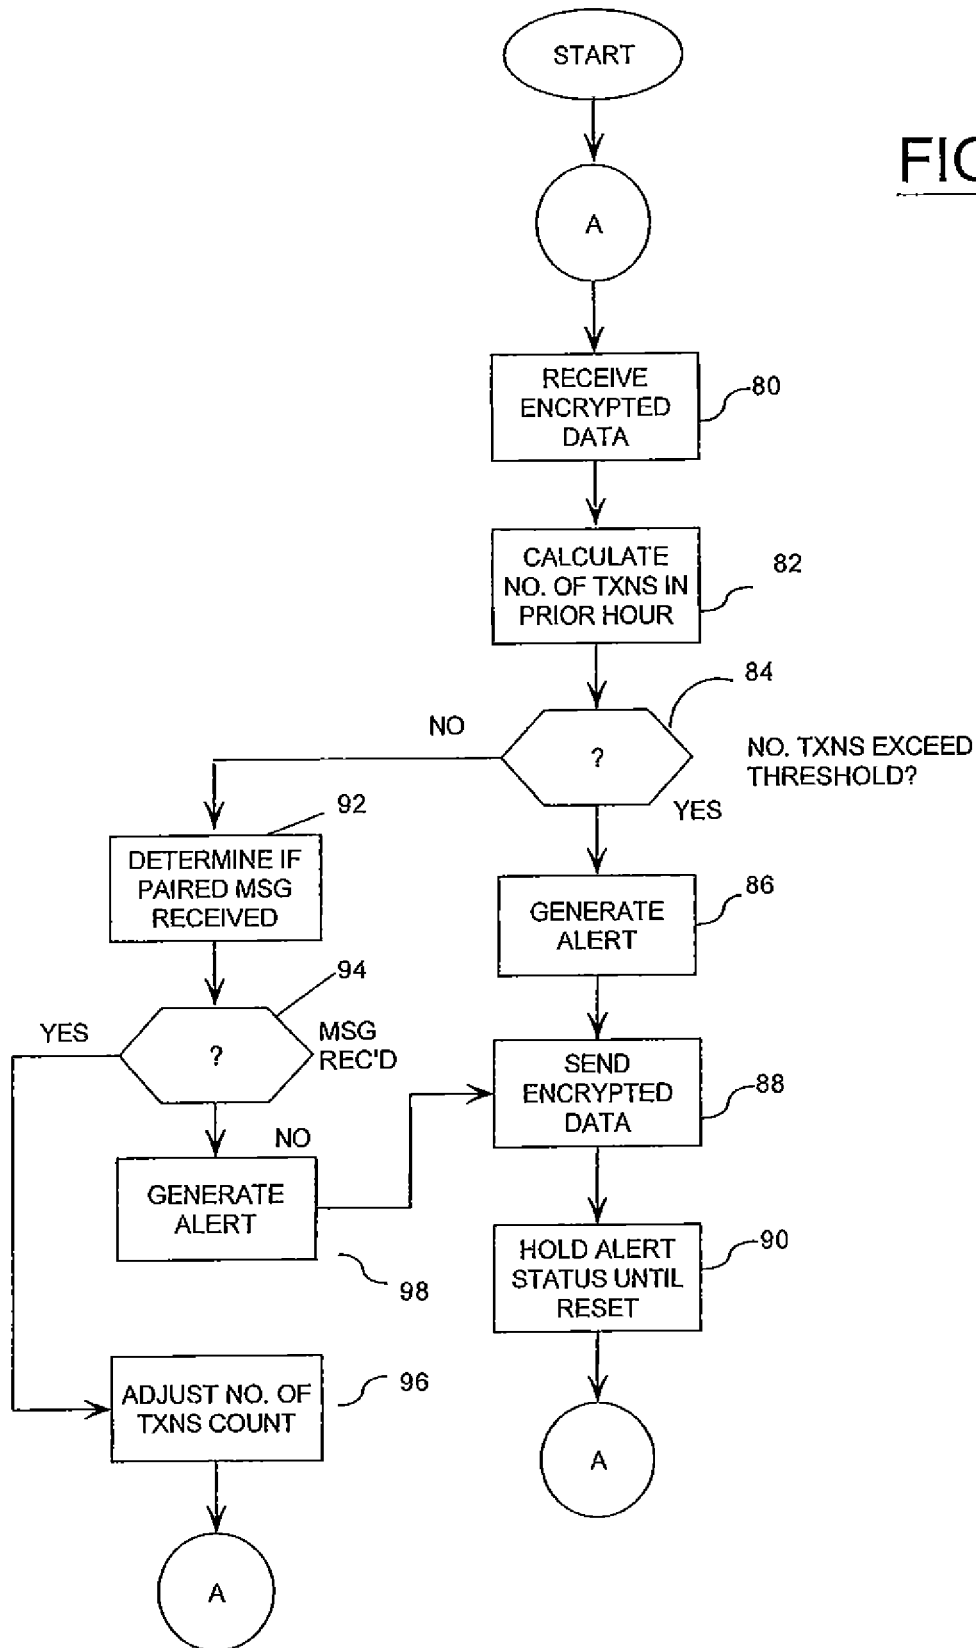 START
FIG
A
RECEIVE
ENCRYPTED
DATA
80
CALCULATE
NO. OF TXNS IN
PRIOR HOUR
82
84
NO
?
NO. TXNS EXCEED
THRESHOLD?
YES
92
DETERMINE IF
PAIRED MSG
RECEIVED
86
GENERATE
ALERT
94
YES
?
MSG
REC'D
NO
SEND
ENCRYPTED
DATA
88
GENERATE
ALERT
98
HOLD ALERT
STATUS UNTIL
RESET
90
ADJUST NO. OF
TXNS COUNT
96
A
A